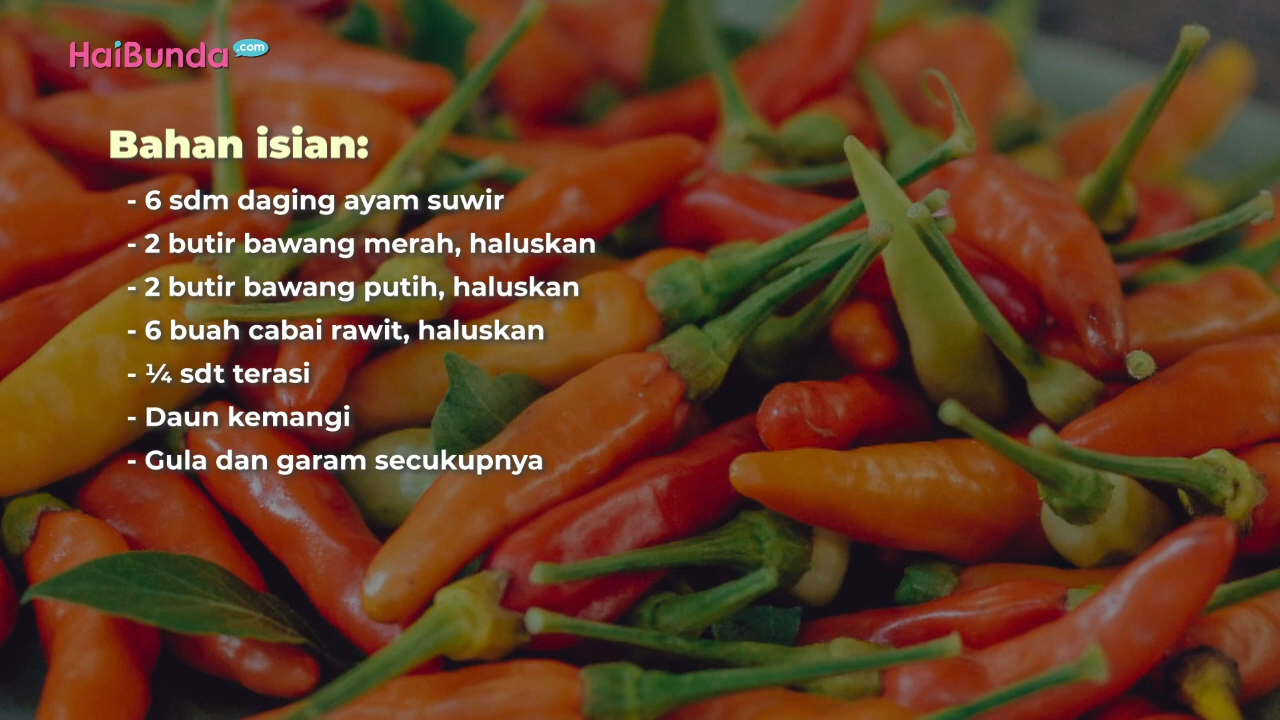 HaiBunda.com
Bahan isian:
- 6 sdm daging ayam suwir
- 2 butir bawang merah, haluskan
- 2 butir bawang putih, haluskan
- 6 buah cabai rawit, haluskan
- ¼ sdt terasi
- Daun kemangi
- Gula dan garam secukupnya